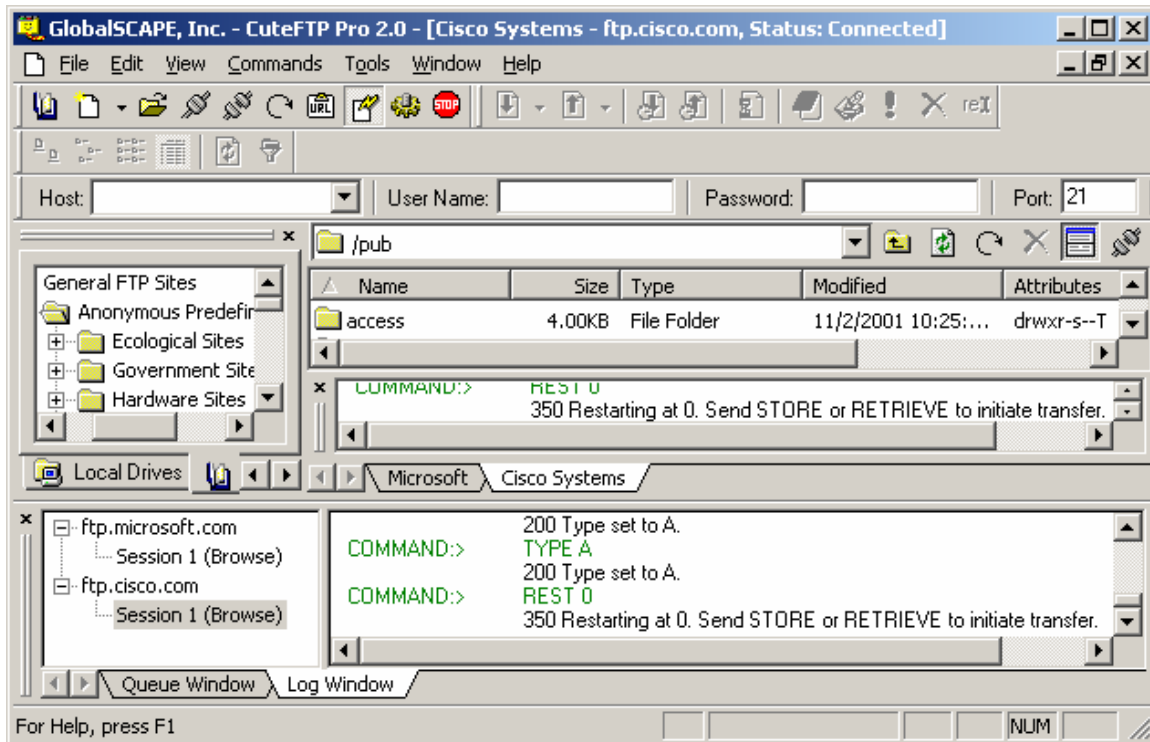 GlobalSCAPE, Inc. - CuteFTP Pro 2.0 - [Cisco Systems - ftp.cisco.com, Status: Connected]
File Edit View Commands Tools Window Help
URL STOP
Host: User Name: Password: Port: 21
/pub
General FTP Sites
Anonymous Predefir
Ecological Sites
Government Site
Hardware Sites
Local Drives
Name Size Type Modified Attributes
access 4.00KB File Folder 11/2/2001 10:25:... drwxr-s--T
COMMAND:> REST 0
350 Restarting at 0. Send STORE or RETRIEVE to initiate transfer.
Microsoft Cisco Systems
ftp.microsoft.com
Session 1 (Browse)
ftp.cisco.com
Session 1 (Browse)
200 Type set to A.
COMMAND:> TYPE A
200 Type set to A.
COMMAND:> REST 0
350 Restarting at 0. Send STORE or RETRIEVE to initiate transfer.
Queue Window Log Window
For Help, press F1 NUM